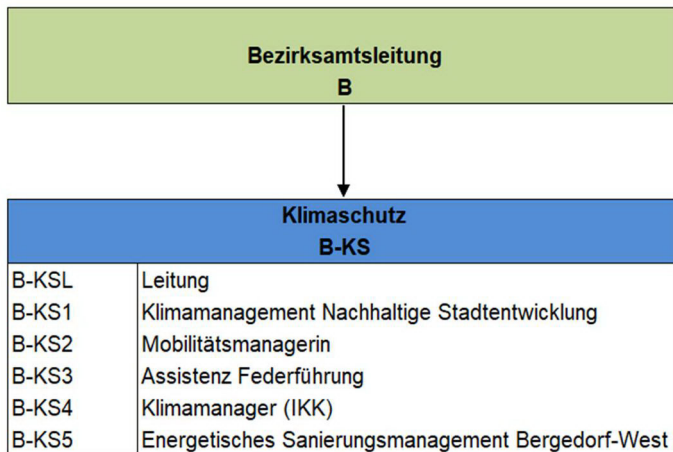 Bezirksamtsleitung
B
Klimaschutz
B-KS
B-KSL Leitung
B-KS1 Klimamanagement Nachhaltige Stadtentwicklung
B-KS2 Mobilitätsmanagerin
B-KS3 Assistenz Federführung
B-KS4 Klimamanager (IKK)
B-KS5 Energetisches Sanierungsmanagement Bergedorf-West